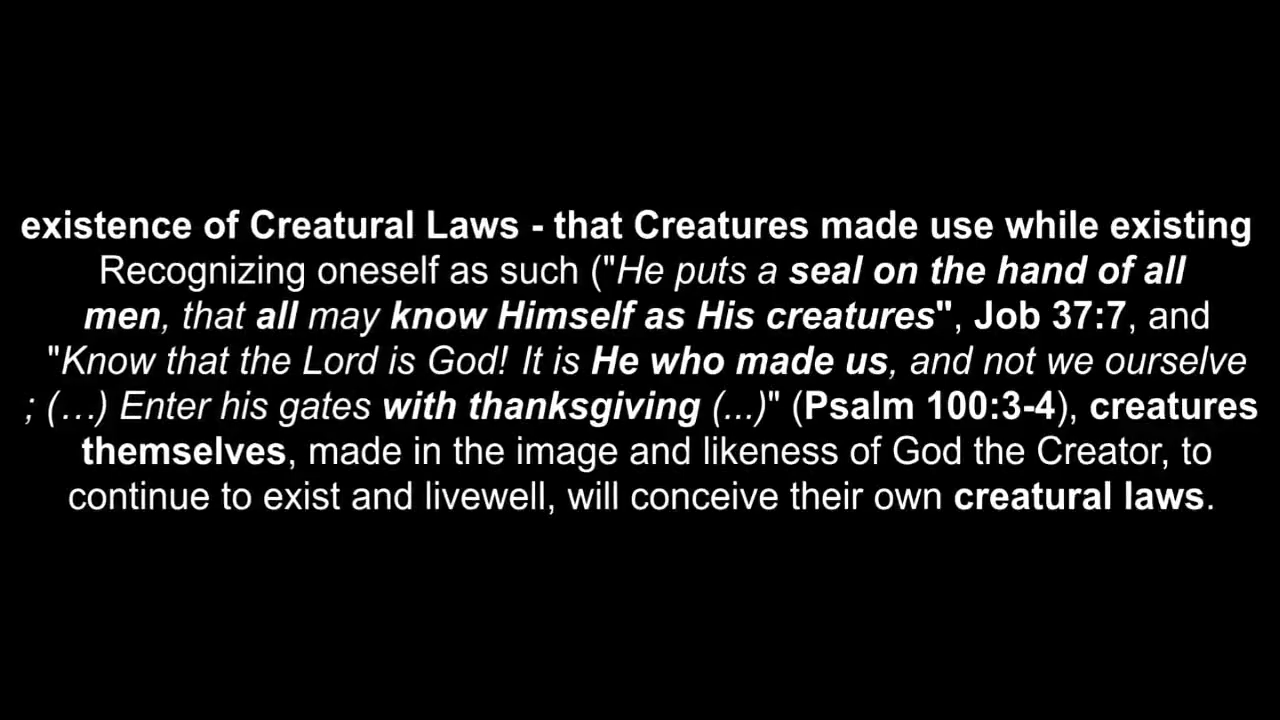 existence of Creatural Laws - that Creatures made use while existing
Recognizing oneself as such ("He puts a seal on the hand of all
men, that all may know Himself as His creatures", Job 37:7, and
"Know that the Lord is God! It is He who made us, and not we ourselve
; (…) Enter his gates with thanksgiving (...)" (Psalm 100:3-4), creatures
themselves, made in the image and likeness of God the Creator, to
continue to exist and livewell, will conceive their own creatural laws.